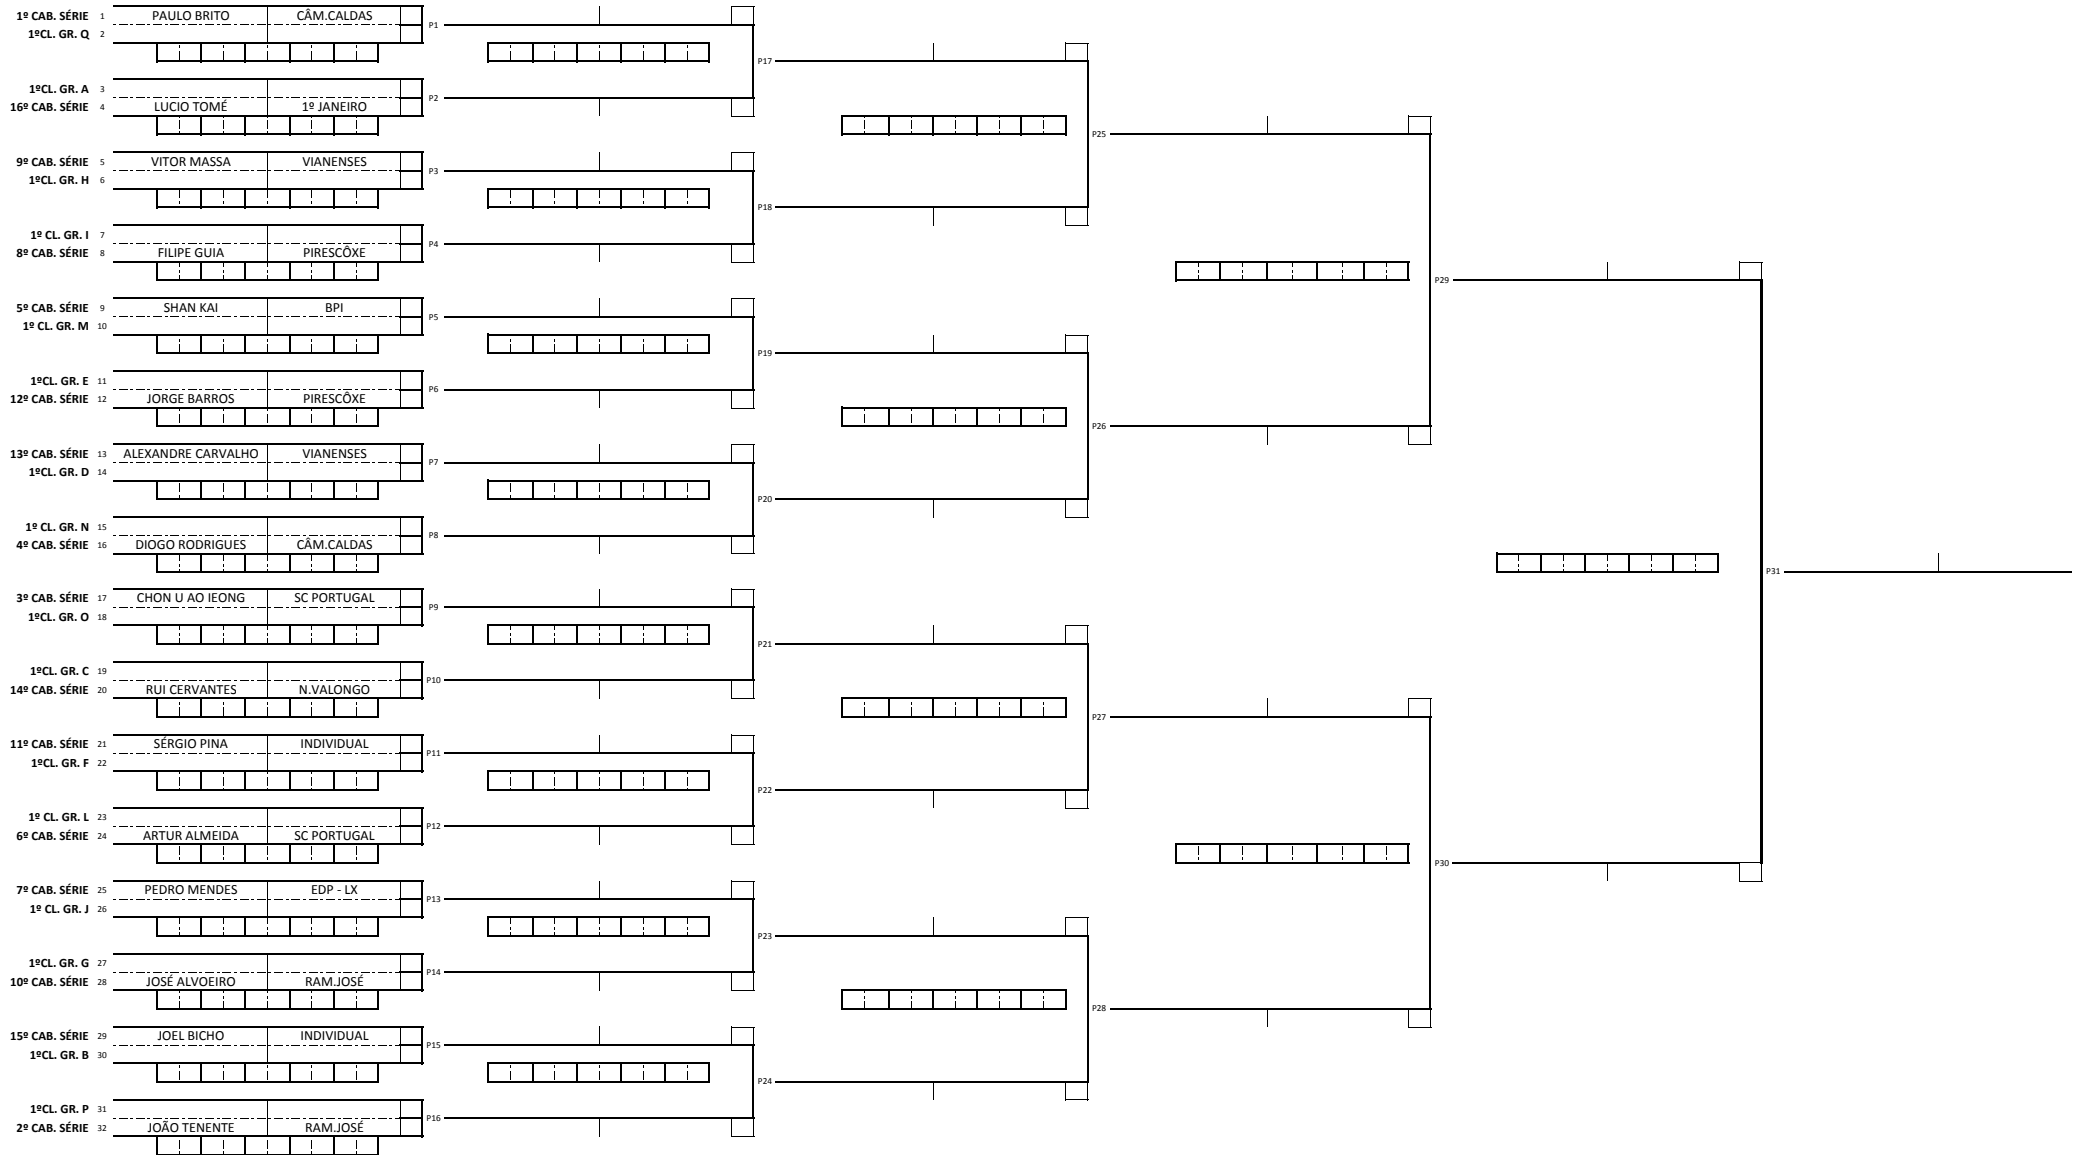 1º CAB. SÉRIE 1 PAULO BRITO CÂM.CALDAS
P1
1ºCL. GR. Q 2
P17
1ºCL. GR. A 3
P2
16º CAB. SÉRIE 4 LUCIO TOMÉ 1º JANEIRO
P25
9º CAB. SÉRIE 5 VITOR MASSA VIANENSES
P3
1ºCL. GR. H 6
P18
1º CL. GR. I 7
P4
8º CAB. SÉRIE 8 FILIPE GUIA PIRESCÔXE
P29
5º CAB. SÉRIE 9 SHAN KAI BPI
P5
1º CL. GR. M 10
P19
1ºCL. GR. E 11
P6
12º CAB. SÉRIE 12 JORGE BARROS PIRESCÔXE
P26
13º CAB. SÉRIE 13 ALEXANDRE CARVALHO VIANENSES
P7
1ºCL. GR. D 14
P20
1º CL. GR. N 15
P8
4º CAB. SÉRIE 16 DIOGO RODRIGUES CÂM.CALDAS
P31
3º CAB. SÉRIE 17 CHON U AO IEONG SC PORTUGAL
P9
1ºCL. GR. O 18
P21
1ºCL. GR. C 19
P10
14º CAB. SÉRIE 20 RUI CERVANTES N.VALONGO
P27
11º CAB. SÉRIE 21 SÉRGIO PINA INDIVIDUAL
P11
1ºCL. GR. F 22
P22
1º CL. GR. L 23
P12
6º CAB. SÉRIE 24 ARTUR ALMEIDA SC PORTUGAL
P30
7º CAB. SÉRIE 25 PEDRO MENDES EDP - LX
P13
1º CL. GR. J 26
P23
1ºCL. GR. G 27
P14
10º CAB. SÉRIE 28 JOSÉ ALVOEIRO RAM.JOSÉ
P28
15º CAB. SÉRIE 29 JOEL BICHO INDIVIDUAL
P15
1ºCL. GR. B 30
P24
1ºCL. GR. P 31
P16
2º CAB. SÉRIE 32 JOÃO TENENTE RAM.JOSÉ